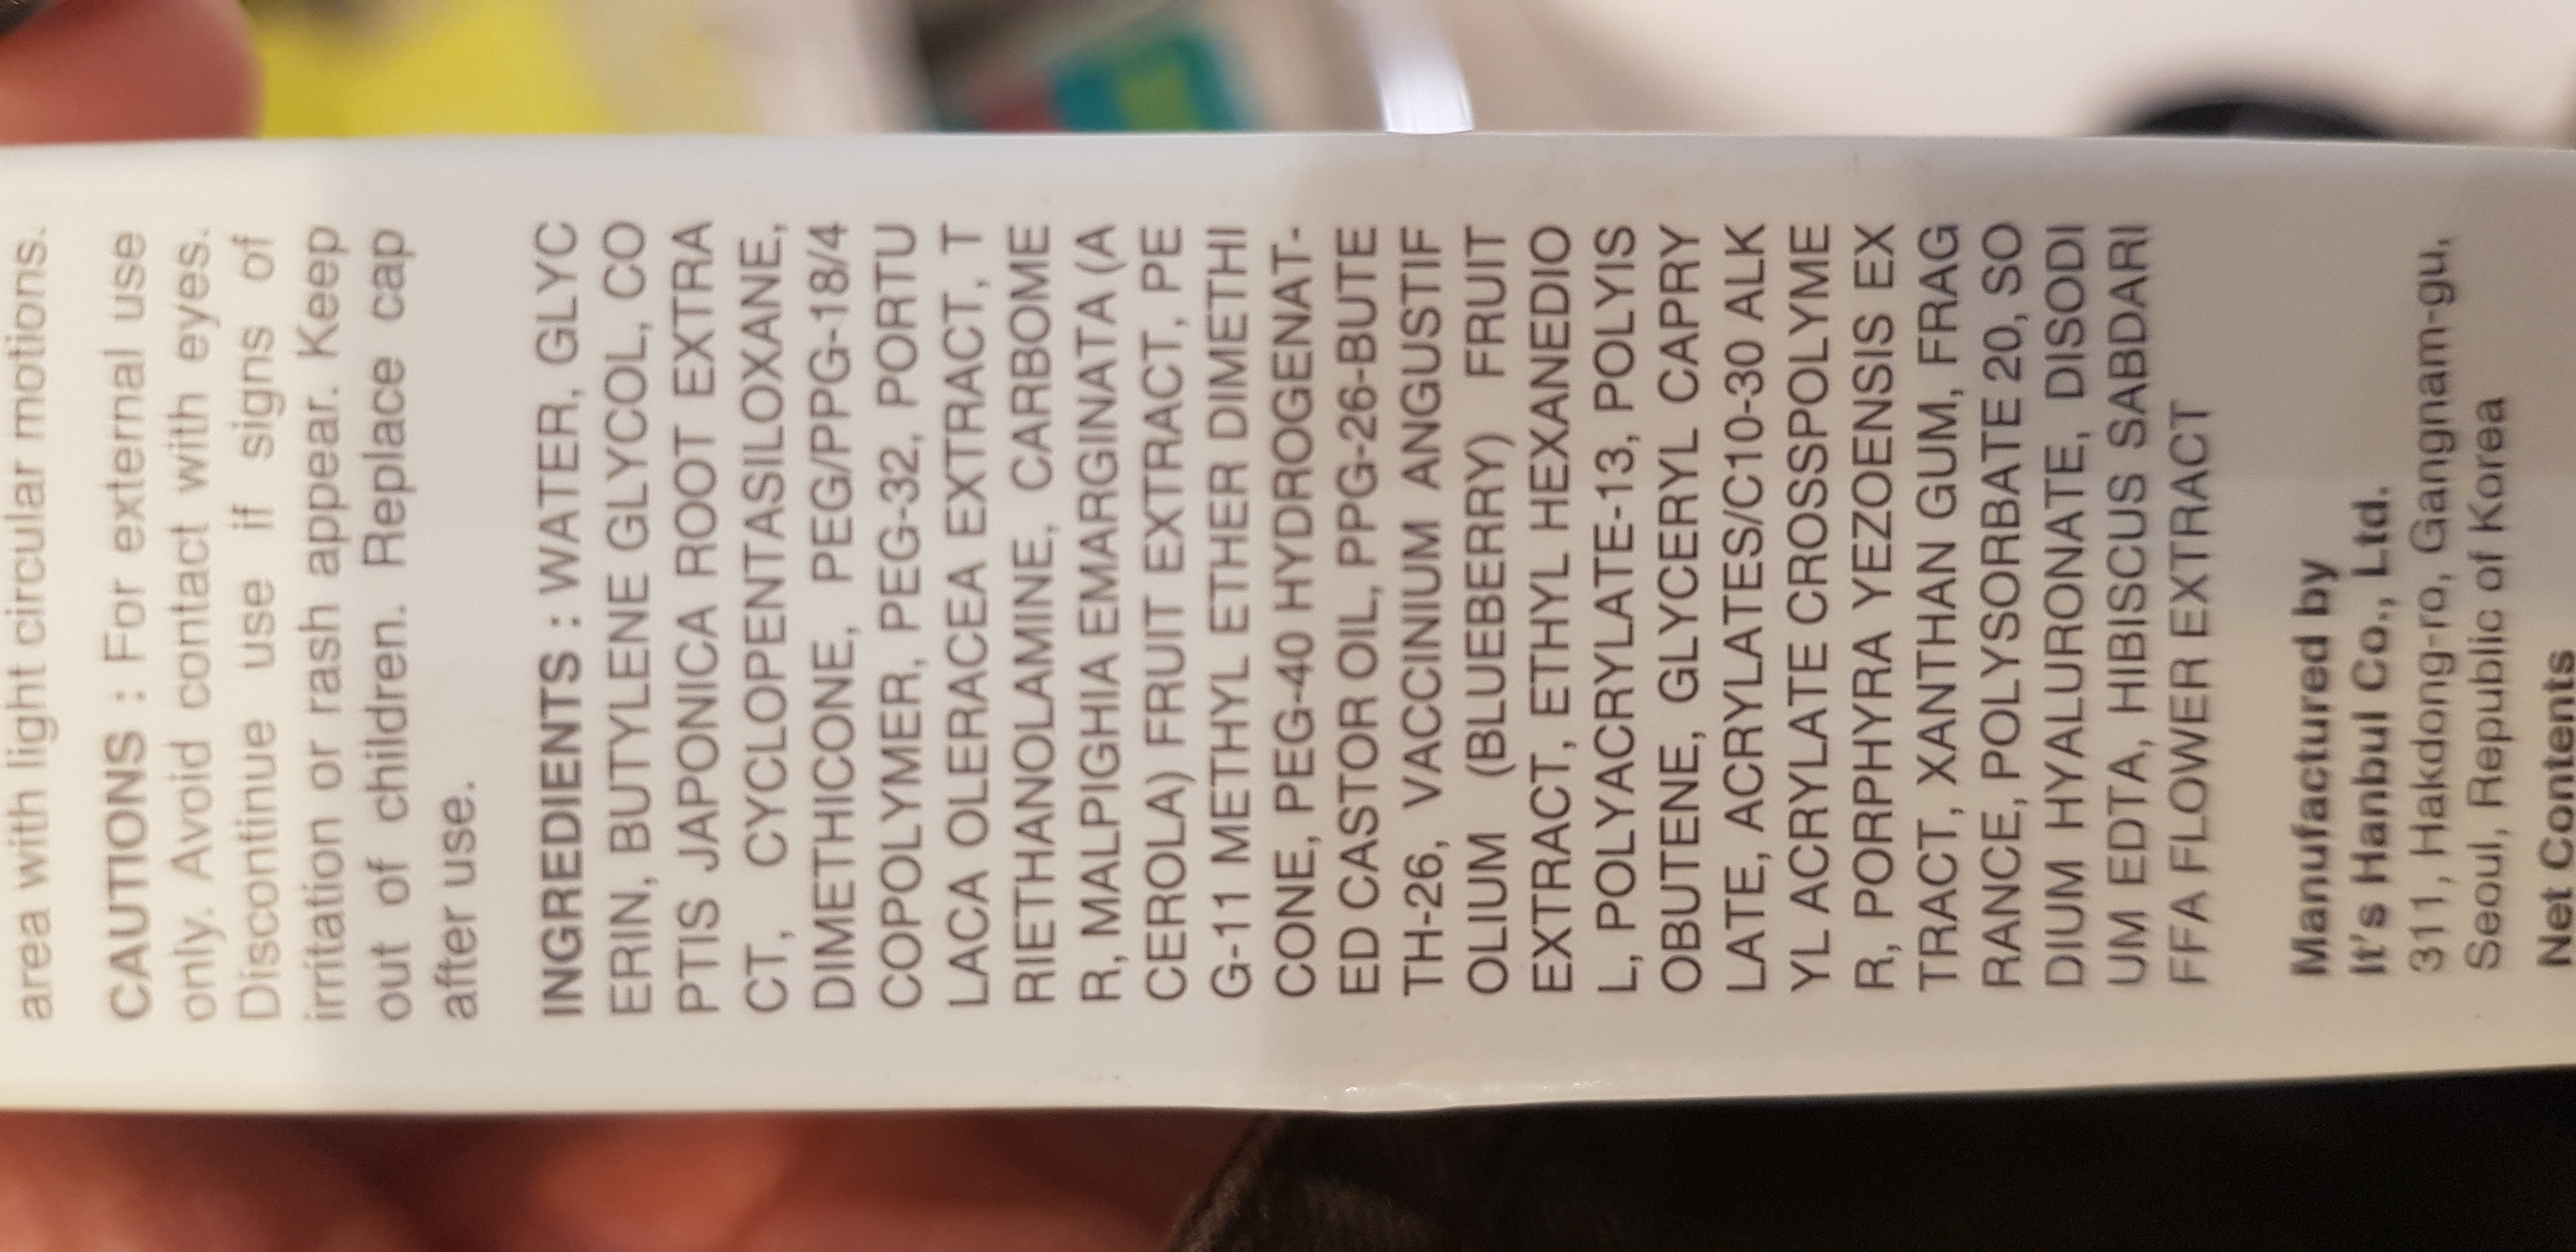 area with light circular motions.
CAUTIONS : For external use
only. Avoid contact with eyes.
Discontinue use if signs of
irritation or rash appear. Keep
out of children. Replace cap
after use.
INGREDIENTS : WATER, GLYC
ERIN, BUTYLENE GLYCOL, CO
PTIS JAPONICA ROOT EXTRA
CT, CYCLOPENTASILOXANE,
DIMETHICONE, PEG/PPG-18/4
COPOLYMER, PEG-32, PORTU
LACA OLERACEA EXTRACT, T
RIETHANOLAMINE, CARBOME
R, MALPIGHIA EMARGINATA (A
CEROLA) FRUIT EXTRACT, PE
G-11 METHYL ETHER DIMETHI
CONE, PEG-40 HYDROGENAT-
ED CASTOR OIL, PPG-26-BUTE
TH-26, VACCINIUM ANGUSTIF
OLIUM (BLUEBERRY) FRUIT
EXTRACT, ETHYL HEXANEDIO
L, POLYACRYLATE-13, POLYIS
OBUTENE, GLYCERYL CAPRY
LATE, ACRYLATES/C10-30 ALK
YL ACRYLATE CROSSPOLYME
R, PORPHYRA YEZOENSIS EX
TRACT, XANTHAN GUM, FRAG
RANCE, POLYSORBATE 20, SO
DIUM HYALURONATE, DISODI
UM EDTA, HIBISCUS SABDARI
FFA FLOWER EXTRACT
Manufactured by
It's Hanbul Co., Ltd.
311, Hakdong-ro, Gangnam-gu,
Seoul, Republic of Korea
Net Contents